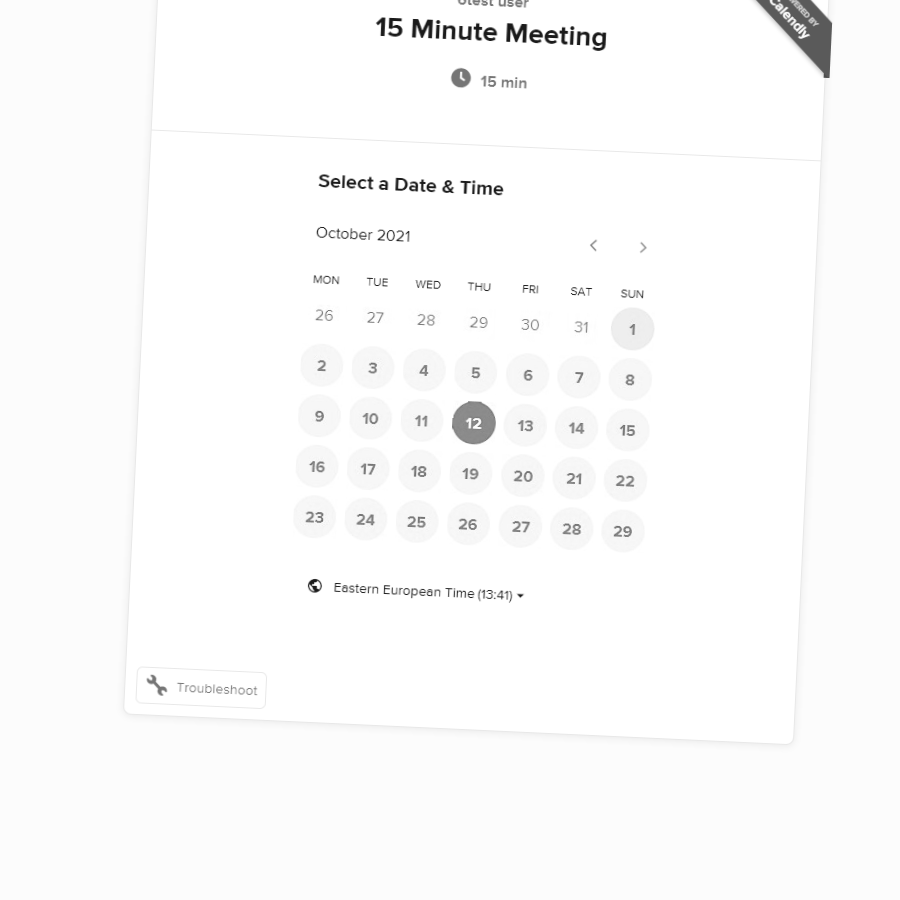 otest user
15 Minute Meeting
POWERED BY
Calendly
15 min
Select a Date & Time
October 2021
MON TUE WED THU FRI SAT SUN
26 27 28 29 30 31 1
2 3 4 5 6 7 8
9 10 11 12 13 14 15
16 17 18 19 20 21 22
23 24 25 26 27 28 29
Eastern European Time (13:41)
Troubleshoot